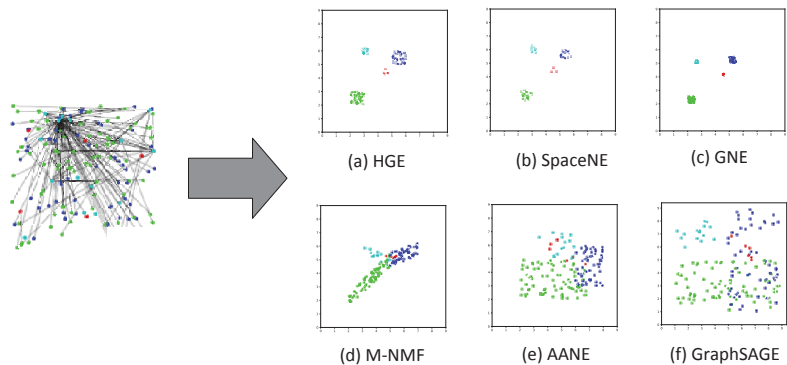 (a) HGE
(b) SpaceNE
(c) GNE
(d) M-NMF
(e) AANE
(f) GraphSAGE